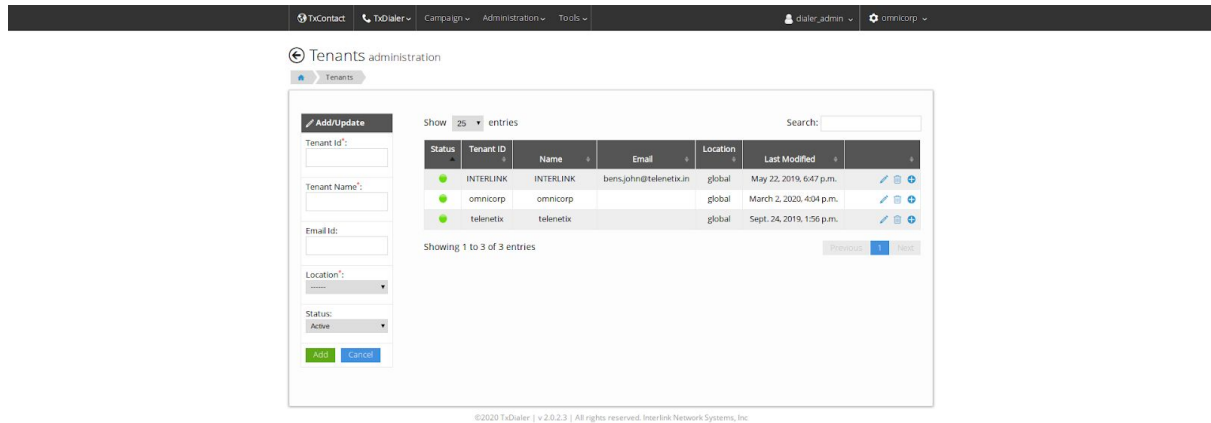 TxContact TxDialer Campaign Administration Tools dialer_admin omnicorp
Tenants administration
Tenants
Add/Update
Tenant Id*:
Tenant Name*:
Email Id:
Location*:
------
Status:
Active
Add Cancel
Show 25 entries Search:
Status Tenant ID Name Email Location Last Modified
INTERLINK INTERLINK bens.john@telenetix.in global May 22, 2019, 6:47 p.m.
omnicorp omnicorp global March 2, 2020, 4:04 p.m.
telenetix telenetix global Sept. 24, 2019, 1:56 p.m.
Showing 1 to 3 of 3 entries Previous 1 Next
©2020 TxDialer | v 2.0.2.3 | All rights reserved. Interlink Network Systems, Inc